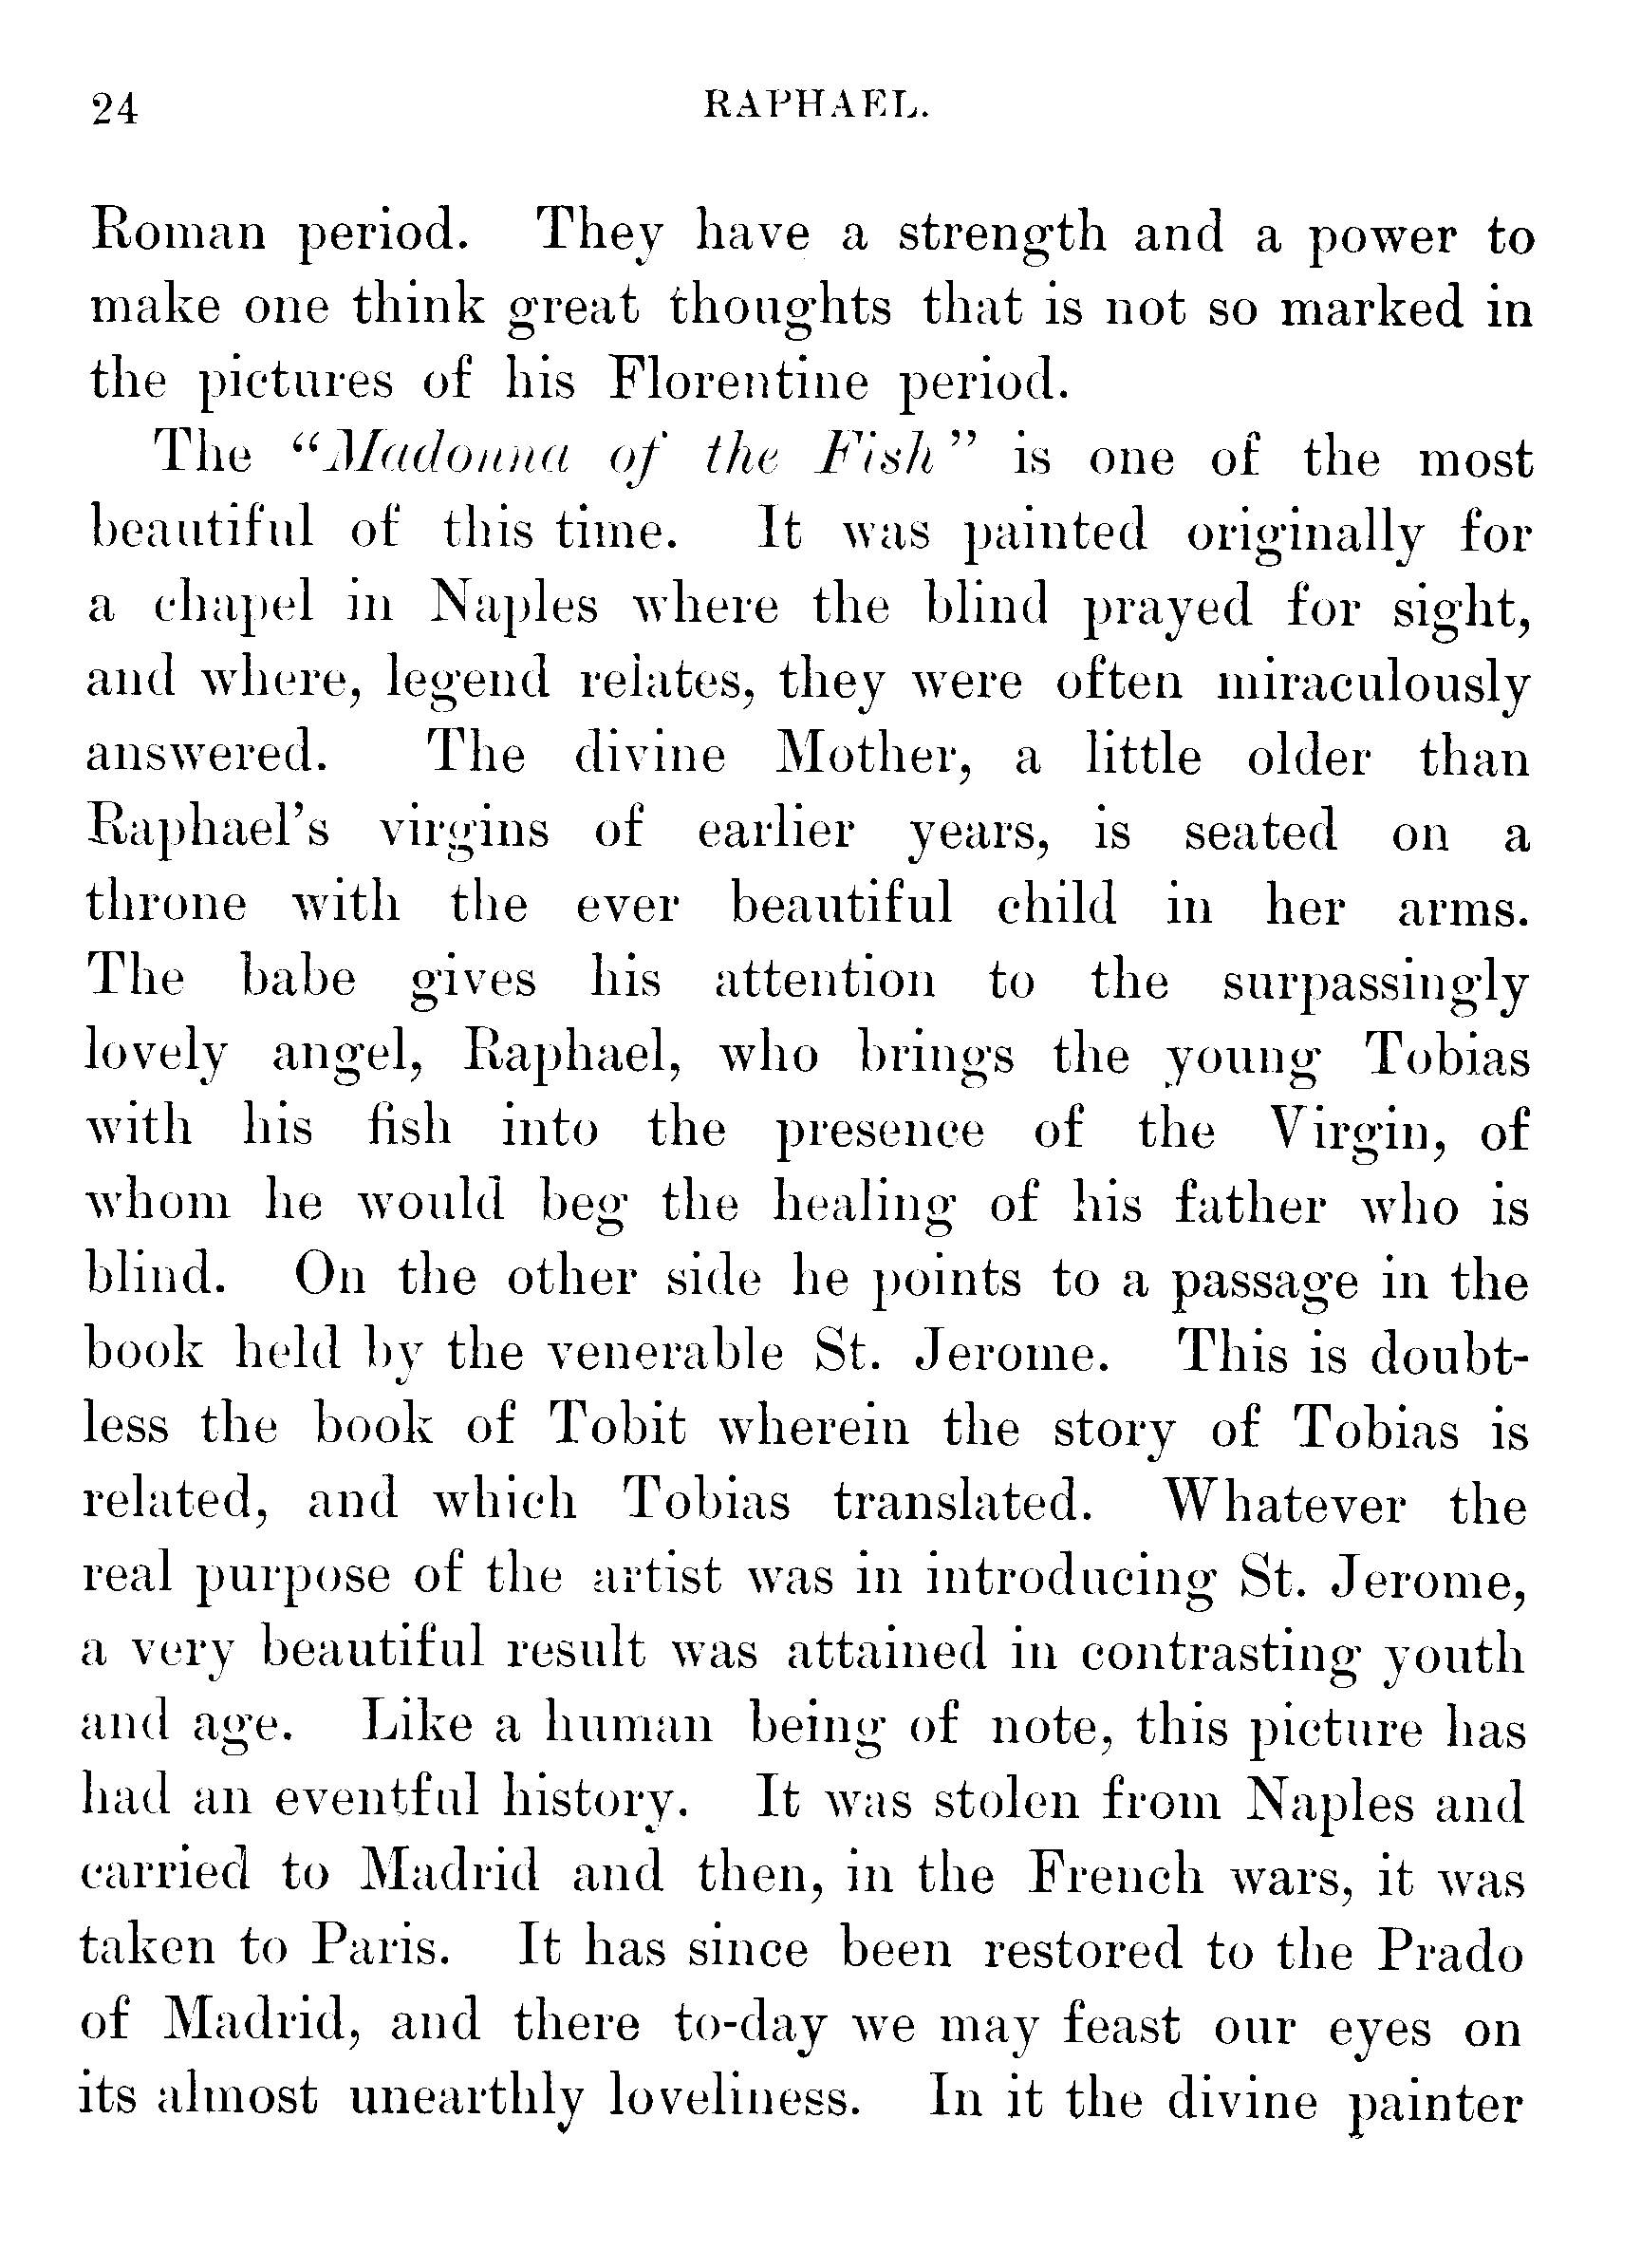 24 RAPHAEL.
Roman period. They have a strength and a power to
make one think great thoughts that is not so marked in
the pictures of his Florentine period.
The "Madonna of the Fish" is one of the most
beautiful of this time. It was painted originally for
a chapel in Naples where the blind prayed for sight,
and where, legend relates, they were often miraculously
answered. The divine Mother, a little older than
Raphael's virgins of earlier years, is seated on a
throne with the ever beautiful child in her arms.
The babe gives his attention to the surpassingly
lovely angel, Raphael, who brings the young Tobias
with his fish into the presence of the Virgin, of
whom he would beg the healing of his father who is
blind. On the other side he points to a passage in the
book held by the venerable St. Jerome. This is doubt-
less the book of Tobit wherein the story of Tobias is
related, and which Tobias translated. Whatever the
real purpose of the artist was in introducing St. Jerome,
a very beautiful result was attained in contrasting youth
and age. Like a human being of note, this picture has
had an eventful history. It was stolen from Naples and
carried to Madrid and then, in the French wars, it was
taken to Paris. It has since been restored to the Prado
of Madrid, and there to-day we may feast our eyes on
its almost unearthly loveliness. In it the divine painter